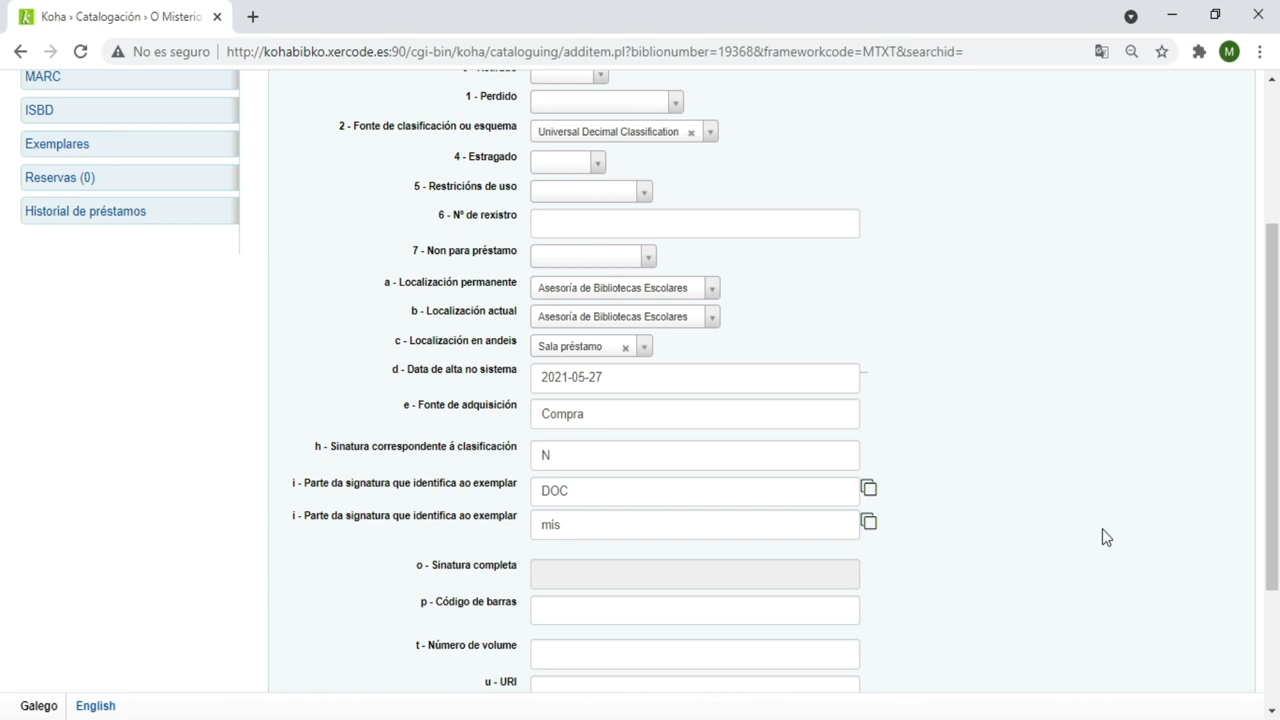 Koha › Catalogación › O Misterio
No es seguro
http://kohabibko.xercode.es:90/cgi-bin/koha/cataloguing/additem.pl?biblionumber=19368&frameworkcode=MTXT&searchid=
M
MARC
ISBD
Exemplares
Reservas (0)
Historial de préstamos
1 - Perdido
2 - Fonte de clasificación ou esquema
Universal Decimal Classification
4 - Estragado
5 - Restricións de uso
6 - Nº de rexistro
7 - Non para préstamo
a - Localización permanente
Asesoría de Bibliotecas Escolares
b - Localización actual
Asesoría de Bibliotecas Escolares
c - Localización en andeis
Sala préstamo
d - Data de alta no sistema
2021-05-27
...
e - Fonte de adquisición
Compra
h - Sinatura correspondente á clasificación
N
i - Parte da signatura que identifica ao exemplar
DOC
i - Parte da signatura que identifica ao exemplar
mis
o - Sinatura completa
p - Código de barras
t - Número de volume
u - URI
Galego
English